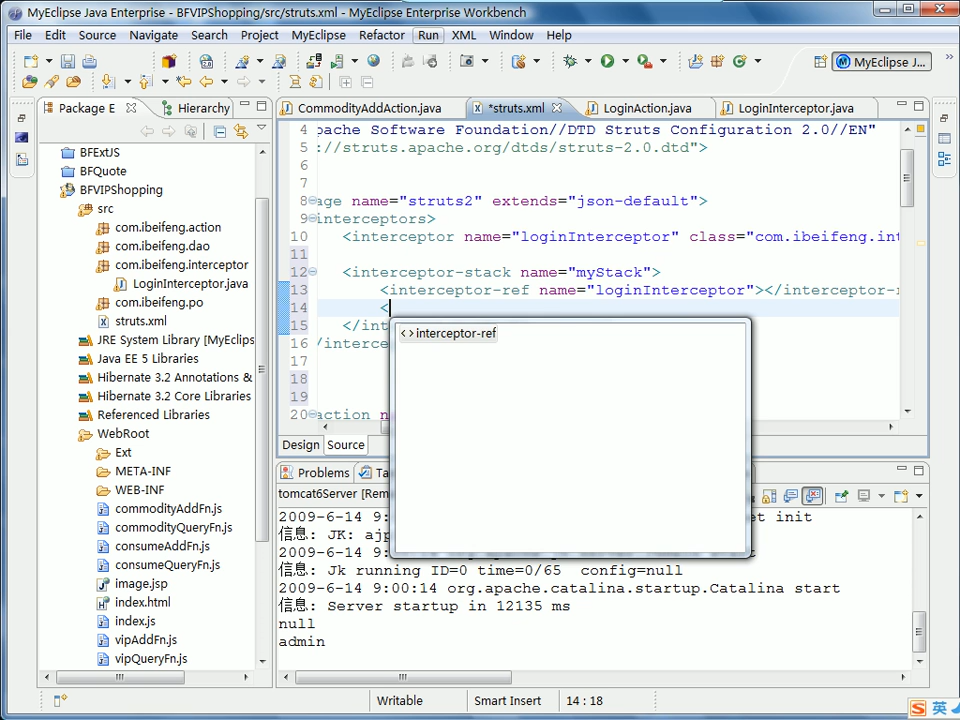 MyEclipse Java Enterprise - BFVIPShopping/src/struts.xml - MyEclipse Enterprise Workbench
File Edit Source Navigate Search Project MyEclipse Refactor Run XML Window Help
MyEclipse J...
Package E
Hierarchy
CommodityAddAction.java
*struts.xml
LoginAction.java
LoginInterceptor.java
BFExtJS
BFQuote
BFVIPShopping
src
com.ibeifeng.action
com.ibeifeng.dao
com.ibeifeng.interceptor
LoginInterceptor.java
com.ibeifeng.po
struts.xml
JRE System Library [MyEclips
Java EE 5 Libraries
Hibernate 3.2 Annotations &
Hibernate 3.2 Core Libraries
Referenced Libraries
WebRoot
Ext
META-INF
WEB-INF
commodityAddFn.js
commodityQueryFn.js
consumeAddFn.js
consumeQueryFn.js
image.jsp
index.html
index.js
vipAddFn.js
vipQueryFn.js
4 pache Software Foundation//DTD Struts Configuration 2.0//EN"
5 ://struts.apache.org/dtds/struts-2.0.dtd">
6
7
8 age name="struts2" extends="json-default">
9 interceptors>
10 <interceptor name="loginInterceptor" class="com.ibeifeng.int
11
12 <interceptor-stack name="myStack">
13 <interceptor-ref name="loginInterceptor"></interceptor-r
14 <
15 </int
16 /interce
17
18
19
20 action n
<> interceptor-ref
Design Source
Problems
Ta
tomcat6Server [Rem
2009-6-14 9: et init
信息: JK: ajp
2009-6-14 9:
信息: Jk running ID=0 time=0/65 config=null
2009-6-14 9:00:14 org.apache.catalina.startup.Catalina start
信息: Server startup in 12135 ms
null
admin
Writable
Smart Insert
14 : 18
S 英